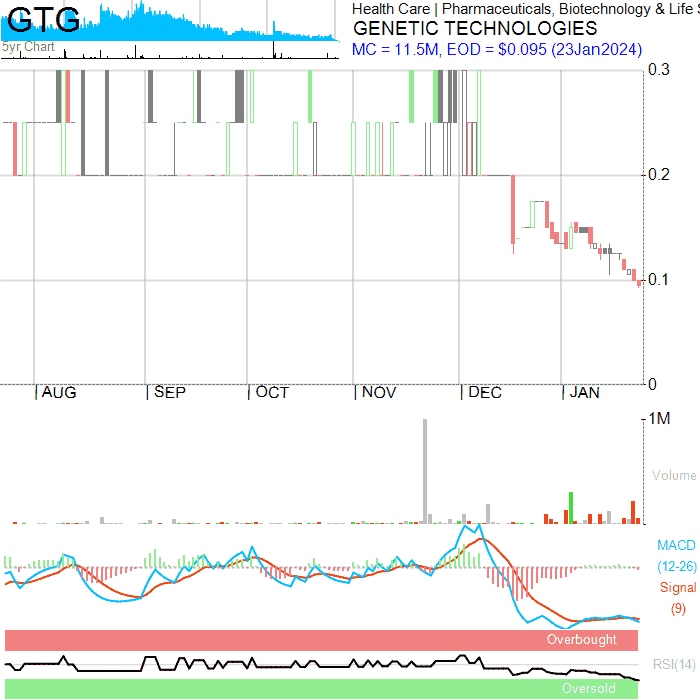 GTG
5yr Chart
Health Care | Pharmaceuticals, Biotechnology & Life S
GENETIC TECHNOLOGIES
MC = 11.5M, EOD = $0.095 (23Jan2024)
0.3
0.2
0.1
0
| AUG | SEP | OCT | NOV | DEC | JAN
1M
Volume
MACD
(12-26)
Signal
(9)
Overbought
RSI(14)
Oversold